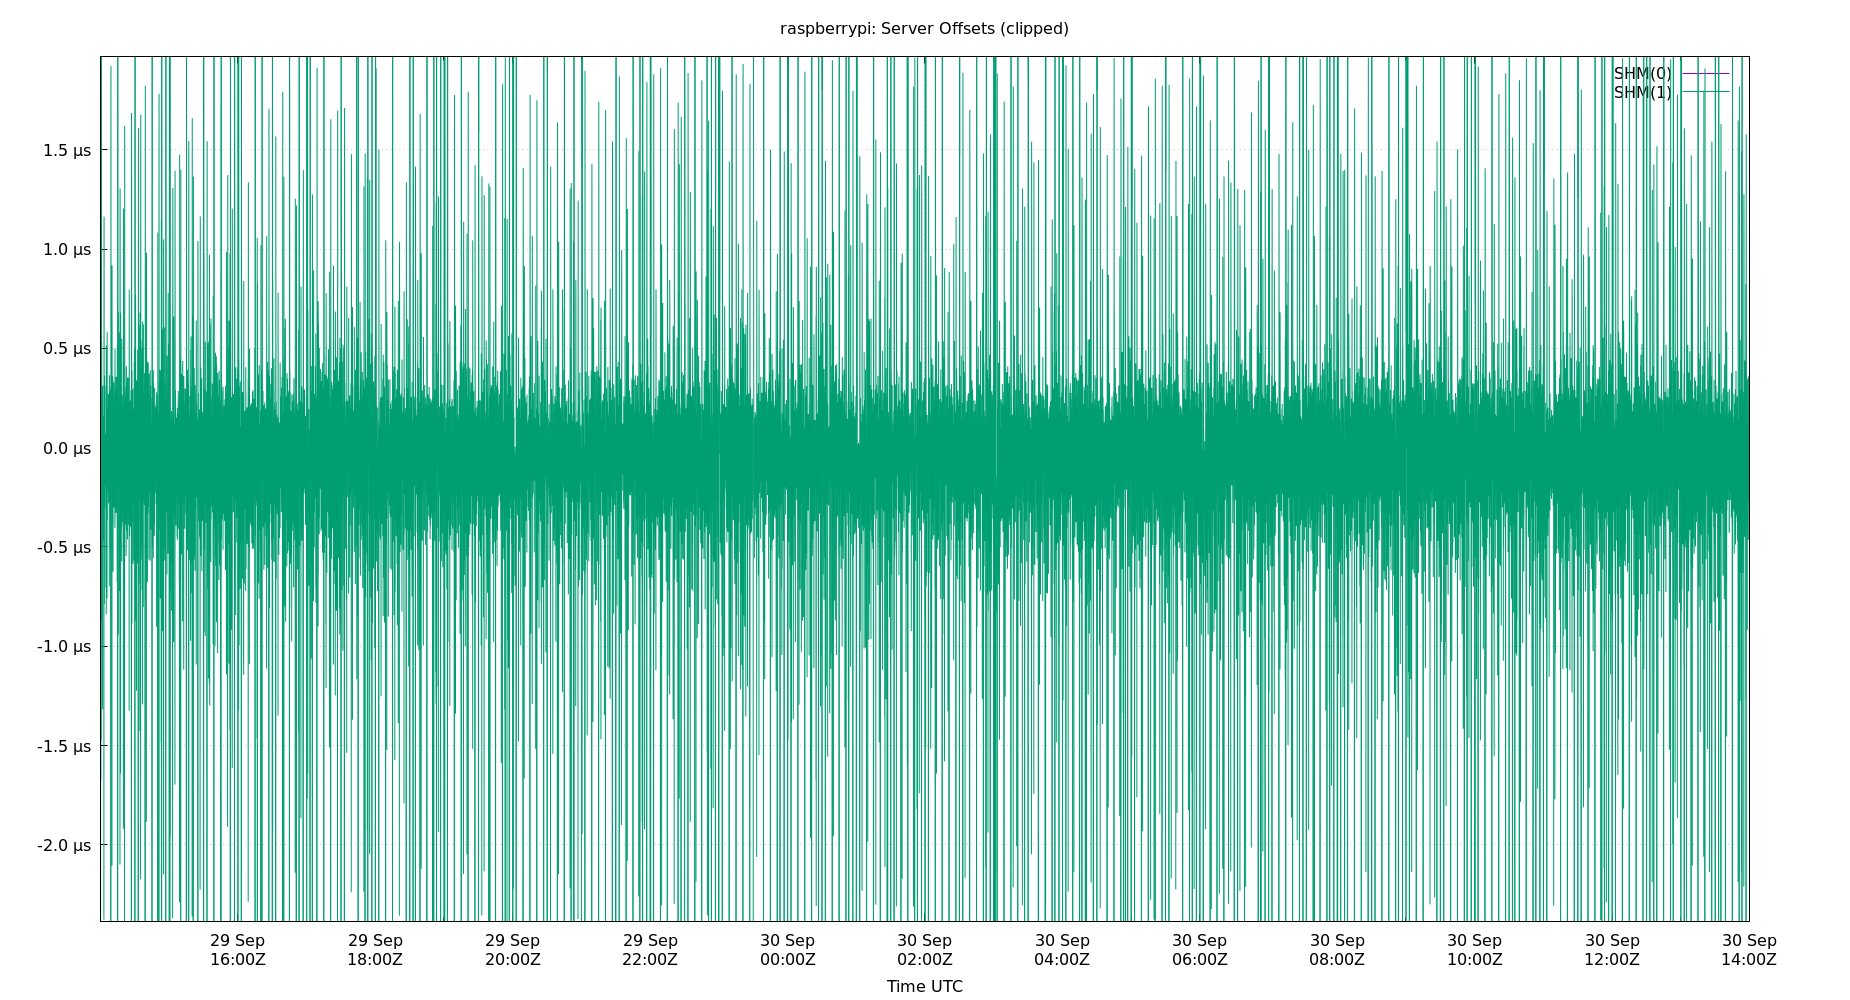 raspberrypi: Server Offsets (clipped)
SHM(0)
SHM(1)
1.5 µs
1.0 µs
0.5 µs
0.0 µs
-0.5 µs
-1.0 µs
-1.5 µs
-2.0 µs
29 Sep 29 Sep 29 Sep 29 Sep 30 Sep 30 Sep 30 Sep 30 Sep 30 Sep 30 Sep 30 Sep 30 Sep
16:00Z 18:00Z 20:00Z 22:00Z 00:00Z 02:00Z 04:00Z 06:00Z 08:00Z 10:00Z 12:00Z 14:00Z
Time UTC